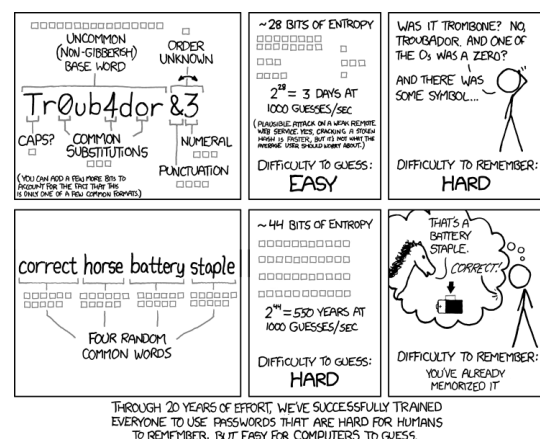 UNCOMMON
(NON-GIBBERISH)
BASE WORD
ORDER
UNKNOWN
Tr0ub4dor &3
CAPS?
COMMON
SUBSTITUTIONS
NUMERAL
PUNCTUATION
(YOU CAN ADD A FEW MORE BITS TO
ACCOUNT FOR THE FACT THAT THIS
IS ONLY ONE OF A FEW COMMON FORMATS.)
~28 BITS OF ENTROPY
2^28 = 3 DAYS AT
1000 GUESSES/SEC
(PLAUSIBLE ATTACK ON A WEAK REMOTE
WEB SERVICE. YES, CRACKING A STOLEN
HASH IS FASTER, BUT IT'S NOT WHAT THE
AVERAGE USER SHOULD WORRY ABOUT.)
DIFFICULTY TO GUESS:
EASY
WAS IT TROMBONE? NO,
TROUBADOR. AND ONE OF
THE Os WAS A ZERO?
AND THERE WAS
SOME SYMBOL...
DIFFICULTY TO REMEMBER:
HARD
correct horse battery staple
FOUR RANDOM
COMMON WORDS
~44 BITS OF ENTROPY
2^44 = 550 YEARS AT
1000 GUESSES/SEC
DIFFICULTY TO GUESS:
HARD
THAT'S A
BATTERY
STAPLE.
CORRECT!
DIFFICULTY TO REMEMBER:
YOU'VE ALREADY
MEMORIZED IT
THROUGH 20 YEARS OF EFFORT, WE'VE SUCCESSFULLY TRAINED
EVERYONE TO USE PASSWORDS THAT ARE HARD FOR HUMANS
TO REMEMBER, BUT EASY FOR COMPUTERS TO GUESS.